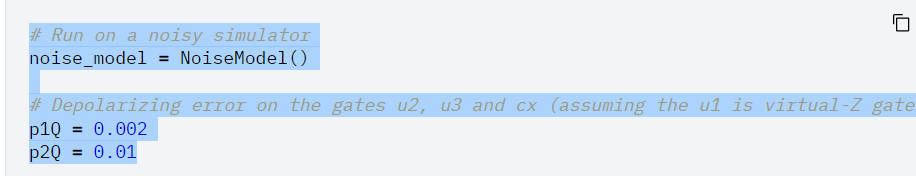 # Run on a noisy simulator
noise_model = NoiseModel()
# Depolarizing error on the gates u2, u3 and cx (assuming the u1 is virtual-Z gate
p1Q = 0.002
p2Q = 0.01